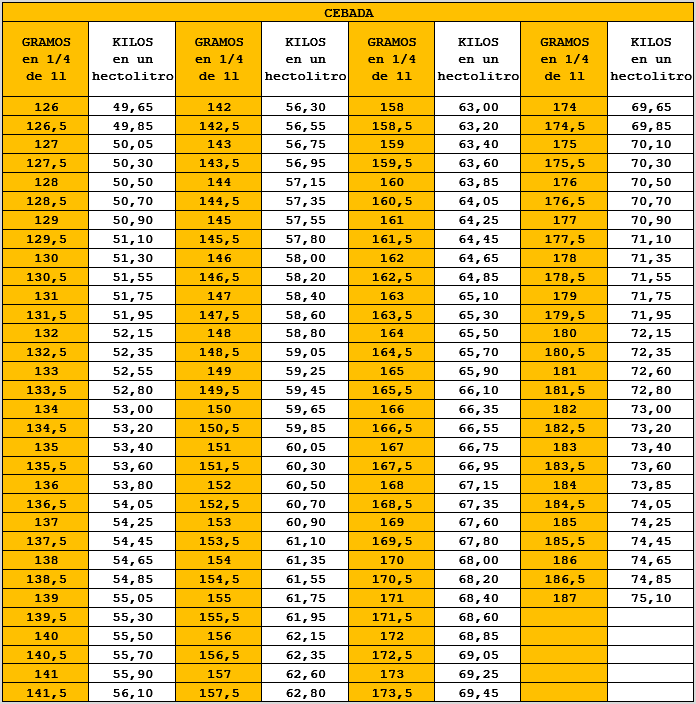 CEBADA
GRAMOS en 1/4 de 1l KILOS en un hectolitro GRAMOS en 1/4 de 1l KILOS en un hectolitro GRAMOS en 1/4 de 1l KILOS en un hectolitro GRAMOS en 1/4 de 1l KILOS en un hectolitro
126 49,65 142 56,30 158 63,00 174 69,65
126,5 49,85 142,5 56,55 158,5 63,20 174,5 69,85
127 50,05 143 56,75 159 63,40 175 70,10
127,5 50,30 143,5 56,95 159,5 63,60 175,5 70,30
128 50,50 144 57,15 160 63,85 176 70,50
128,5 50,70 144,5 57,35 160,5 64,05 176,5 70,70
129 50,90 145 57,55 161 64,25 177 70,90
129,5 51,10 145,5 57,80 161,5 64,45 177,5 71,10
130 51,30 146 58,00 162 64,65 178 71,35
130,5 51,55 146,5 58,20 162,5 64,85 178,5 71,55
131 51,75 147 58,40 163 65,10 179 71,75
131,5 51,95 147,5 58,60 163,5 65,30 179,5 71,95
132 52,15 148 58,80 164 65,50 180 72,15
132,5 52,35 148,5 59,05 164,5 65,70 180,5 72,35
133 52,55 149 59,25 165 65,90 181 72,60
133,5 52,80 149,5 59,45 165,5 66,10 181,5 72,80
134 53,00 150 59,65 166 66,35 182 73,00
134,5 53,20 150,5 59,85 166,5 66,55 182,5 73,20
135 53,40 151 60,05 167 66,75 183 73,40
135,5 53,60 151,5 60,30 167,5 66,95 183,5 73,60
136 53,80 152 60,50 168 67,15 184 73,85
136,5 54,05 152,5 60,70 168,5 67,35 184,5 74,05
137 54,25 153 60,90 169 67,60 185 74,25
137,5 54,45 153,5 61,10 169,5 67,80 185,5 74,45
138 54,65 154 61,35 170 68,00 186 74,65
138,5 54,85 154,5 61,55 170,5 68,20 186,5 74,85
139 55,05 155 61,75 171 68,40 187 75,10
139,5 55,30 155,5 61,95 171,5 68,60
140 55,50 156 62,15 172 68,85
140,5 55,70 156,5 62,35 172,5 69,05
141 55,90 157 62,60 173 69,25
141,5 56,10 157,5 62,80 173,5 69,45